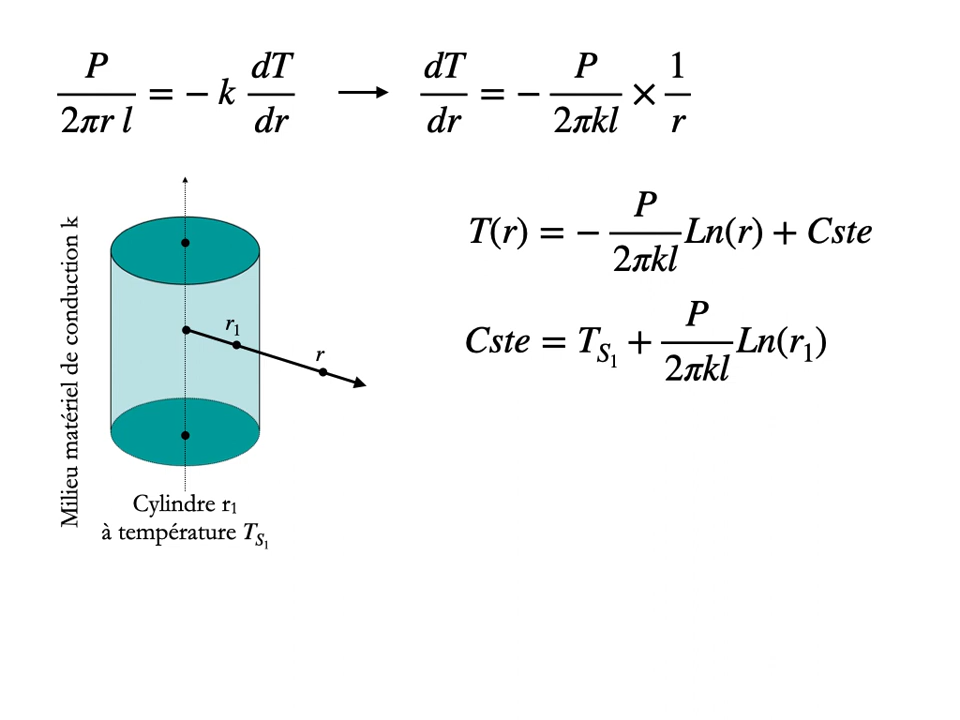 P/(2πr l) = − k dT/dr → dT/dr = − P/(2πkl) × 1/r
T(r) = − P/(2πkl) Ln(r) + Cste
Cste = T_{S_1} + P/(2πkl) Ln(r_1)
Milieu matériel de conduction k
r_1
r
Cylindre r_1
à température T_{S_1}